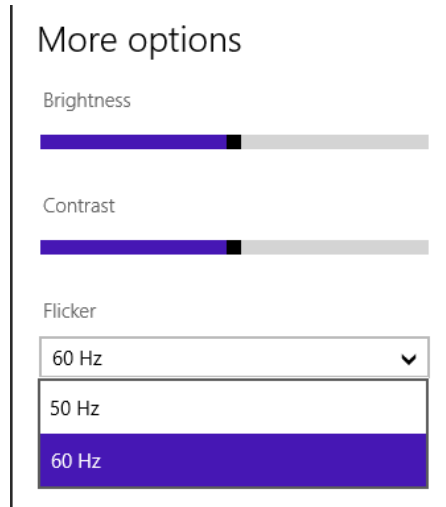 More options
Brightness
Contrast
Flicker
60 Hz
50 Hz
60 Hz